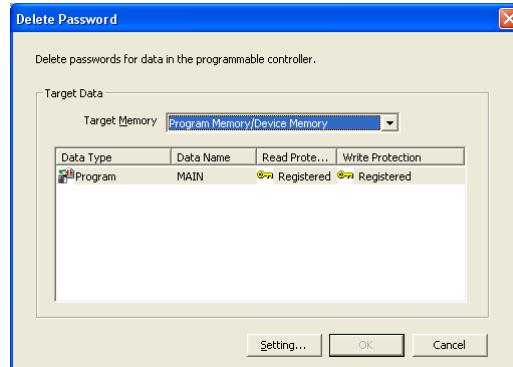 Delete Password
Delete passwords for data in the programmable controller.
Target Data
Target Memory Program Memory/Device Memory
Data Type Data Name Read Prote... Write Protection
Program MAIN Registered Registered
Setting... OK Cancel